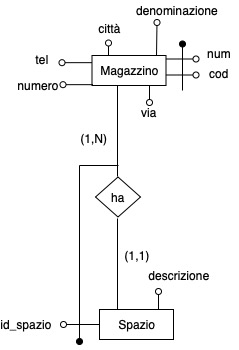 denominazione
città
num
tel
Magazzino
cod
numero
via
(1,N)
ha
(1,1)
descrizione
id_spazio
Spazio